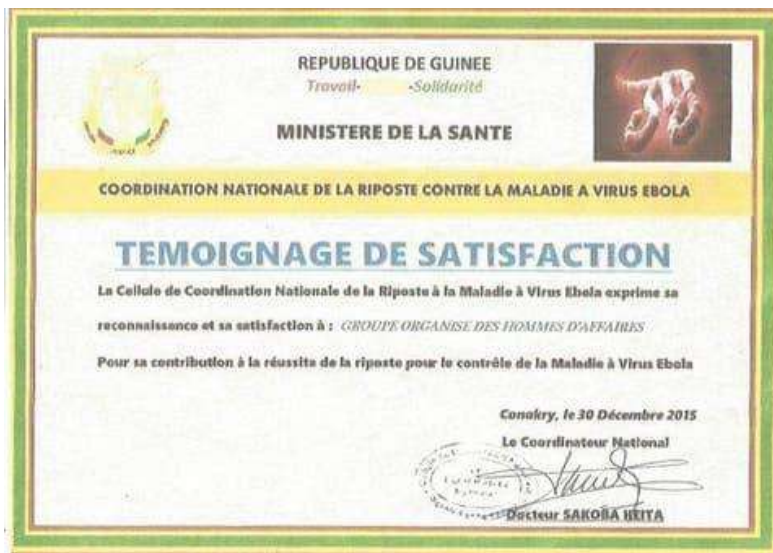 REPUBLIQUE DE GUINEE
Travail- -Solidarité
MINISTERE DE LA SANTE
COORDINATION NATIONALE DE LA RIPOSTE CONTRE LA MALADIE A VIRUS EBOLA
TEMOIGNAGE DE SATISFACTION
La Cellule de Coordination Nationale de la Riposte à la Maladie à Virus Ebola exprime sa
reconnaissance et sa satisfaction à : GROUPE ORGANISE DES HOMMES D'AFFAIRES
Pour sa contribution à la réussite de la riposte pour le contrôle de la Maladie à Virus Ebola
Conakry, le 30 Décembre 2015
Le Coordinateur National
Docteur SAKOBA KEITA